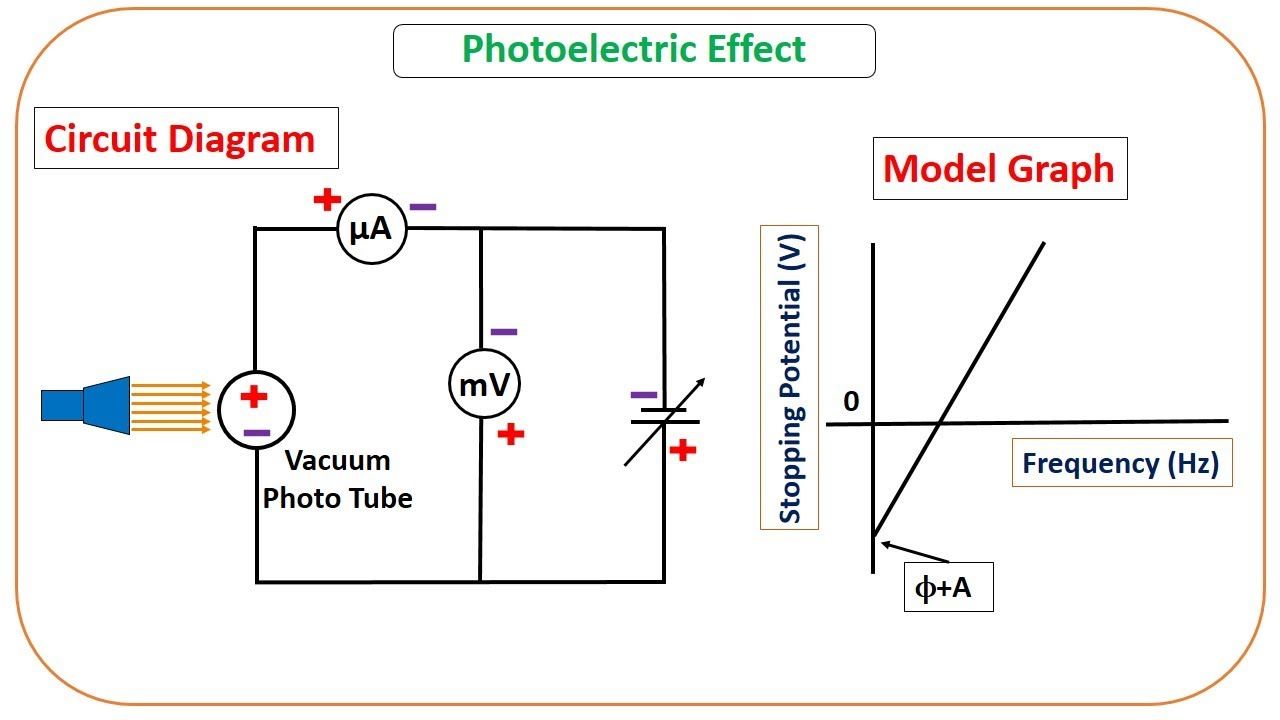 Photoelectric Effect
Circuit Diagram
Model Graph
+
−
μA
−
mV
+
+
−
Vacuum
Photo Tube
−
+
Stopping Potential (V)
0
Frequency (Hz)
ϕ+A